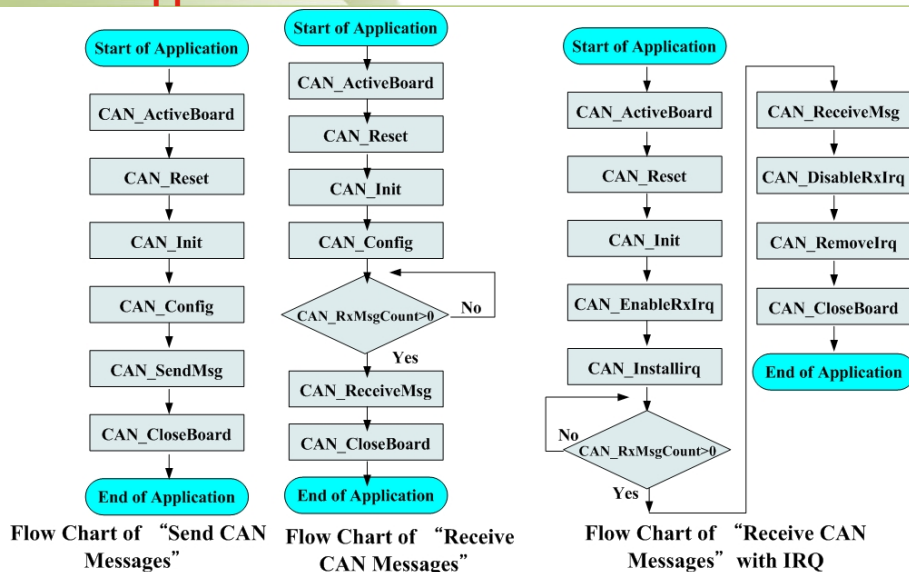 Start of Application
CAN_ActiveBoard
CAN_Reset
CAN_Init
CAN_Config
CAN_SendMsg
CAN_CloseBoard
End of Application
Flow Chart of “Send CAN
Messages”
Start of Application
CAN_ActiveBoard
CAN_Reset
CAN_Init
CAN_Config
CAN_RxMsgCount>0
No
Yes
CAN_ReceiveMsg
CAN_CloseBoard
End of Application
Flow Chart of “Receive
CAN Messages”
Start of Application
CAN_ActiveBoard
CAN_Reset
CAN_Init
CAN_EnableRxIrq
CAN_Installirq
No
CAN_RxMsgCount>0
Yes
CAN_ReceiveMsg
CAN_DisableRxIrq
CAN_RemoveIrq
CAN_CloseBoard
End of Application
Flow Chart of “Receive CAN
Messages” with IRQ